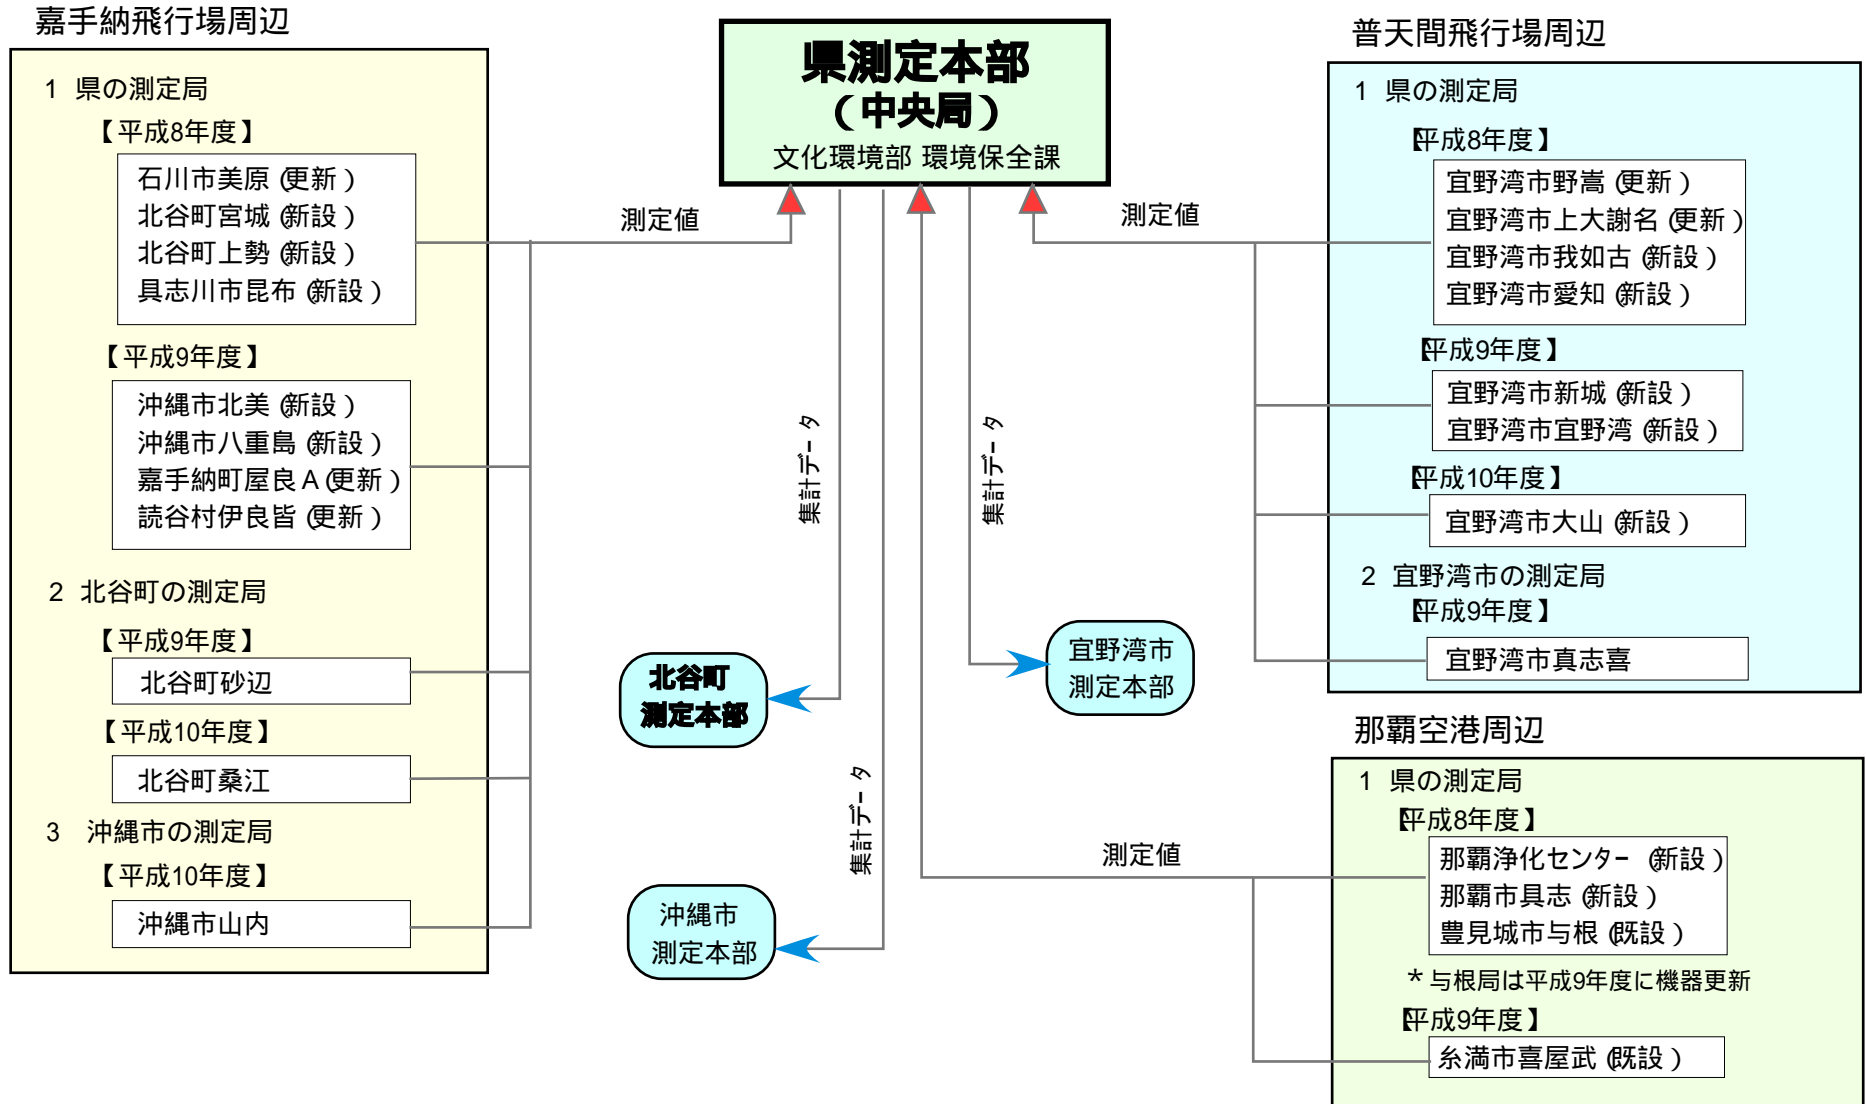 嘉手納飛行場周辺
1 県の測定局
【平成8年度】
石川市美原(更新)
北谷町宮城(新設)
北谷町上勢(新設)
具志川市昆布(新設)
【平成9年度】
沖縄市北美(新設)
沖縄市八重島(新設)
嘉手納町屋良A(更新)
読谷村伊良皆(更新)
2 北谷町の測定局
【平成9年度】
北谷町砂辺
【平成10年度】
北谷町桑江
3 沖縄市の測定局
【平成10年度】
沖縄市山内
県測定本部
(中央局)
文化環境部 環境保全課
測定値
測定値
集計データ
集計データ
集計データ
測定値
北谷町
測定本部
宜野湾市
測定本部
沖縄市
測定本部
普天間飛行場周辺
1 県の測定局
【平成8年度】
宜野湾市野嵩(更新)
宜野湾市上大謝名(更新)
宜野湾市我如古(新設)
宜野湾市愛知(新設)
【平成9年度】
宜野湾市新城(新設)
宜野湾市宜野湾(新設)
【平成10年度】
宜野湾市大山(新設)
2 宜野湾市の測定局
【平成9年度】
宜野湾市真志喜
那覇空港周辺
1 県の測定局
【平成8年度】
那覇浄化センター (新設)
那覇市具志(新設)
豊見城市与根(既設)
*与根局は平成9年度に機器更新
【平成9年度】
糸満市喜屋武(既設)